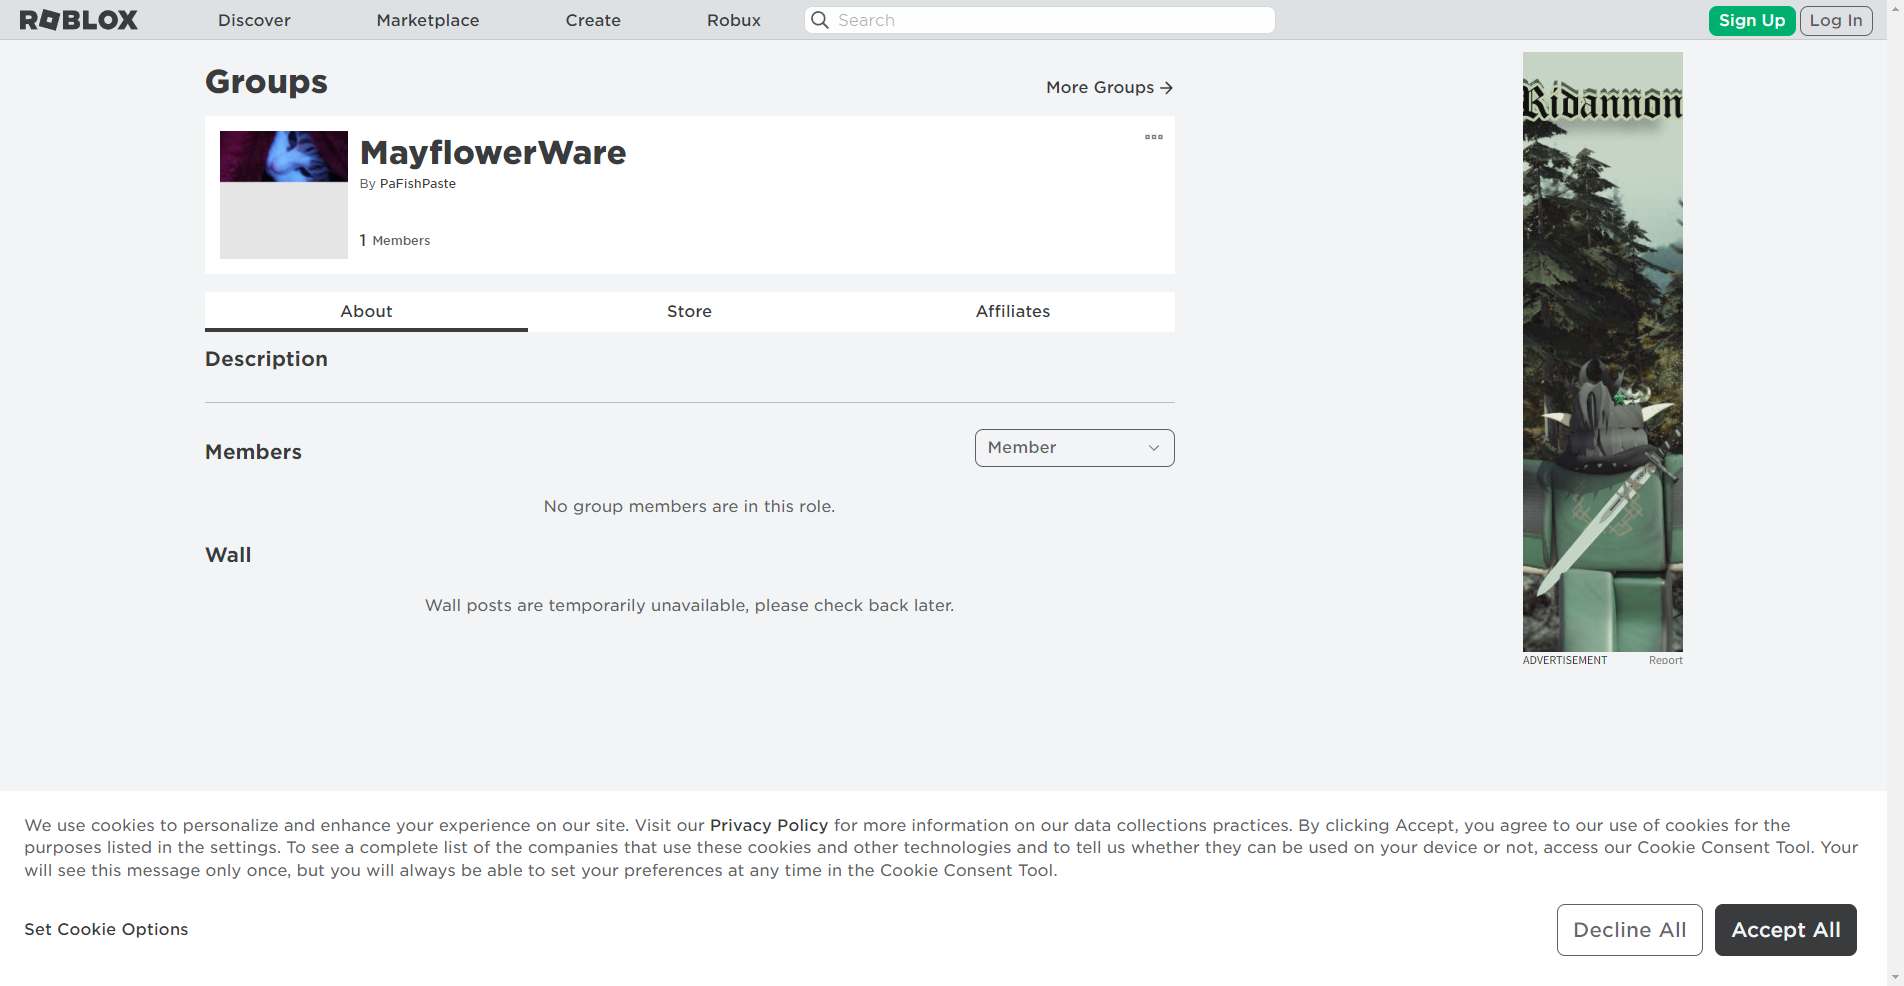 ROBLOX Discover Marketplace Create Robux Search Sign Up Log In
Groups
More Groups →
MayflowerWare
By PaFishPaste
1 Members
About Store Affiliates
Description
Members
Member
No group members are in this role.
Wall
Wall posts are temporarily unavailable, please check back later.
Ridannon
ADVERTISEMENT Report
We use cookies to personalize and enhance your experience on our site. Visit our Privacy Policy for more information on our data collections practices. By clicking Accept, you agree to our use of cookies for the
purposes listed in the settings. To see a complete list of the companies that use these cookies and other technologies and to tell us whether they can be used on your device or not, access our Cookie Consent Tool. Your
will see this message only once, but you will always be able to set your preferences at any time in the Cookie Consent Tool.
Set Cookie Options
Decline All
Accept All